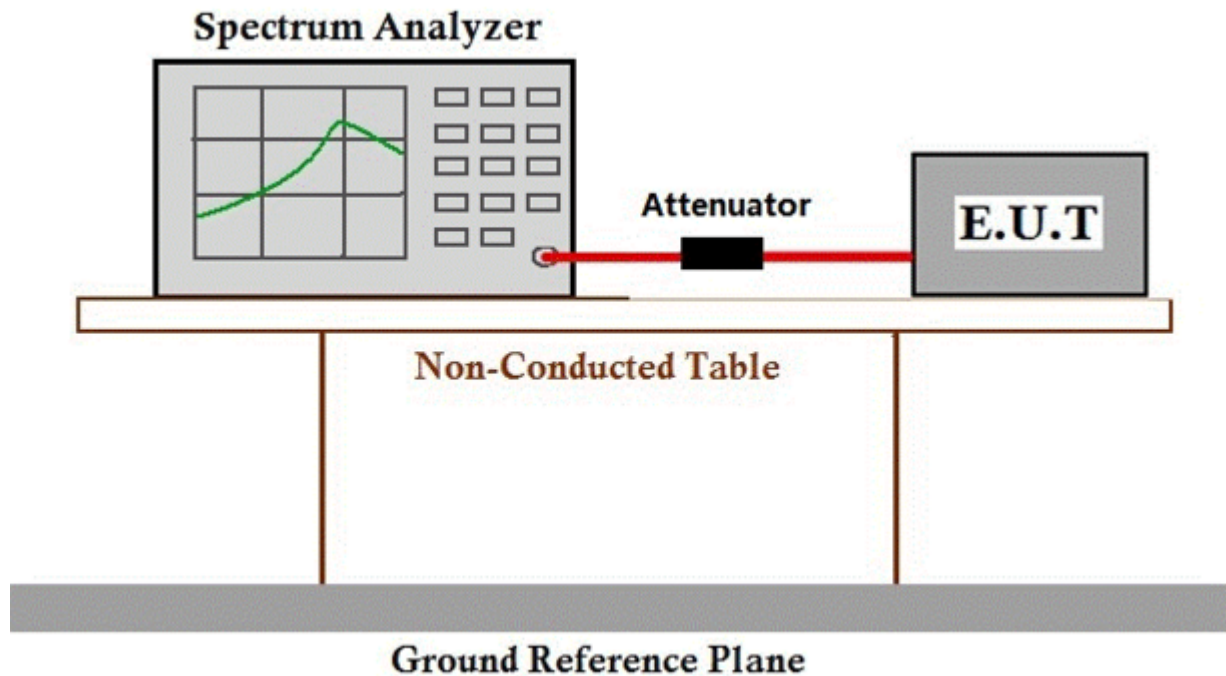 Spectrum Analyzer
Attenuator
E.U.T
Non-Conducted Table
Ground Reference Plane